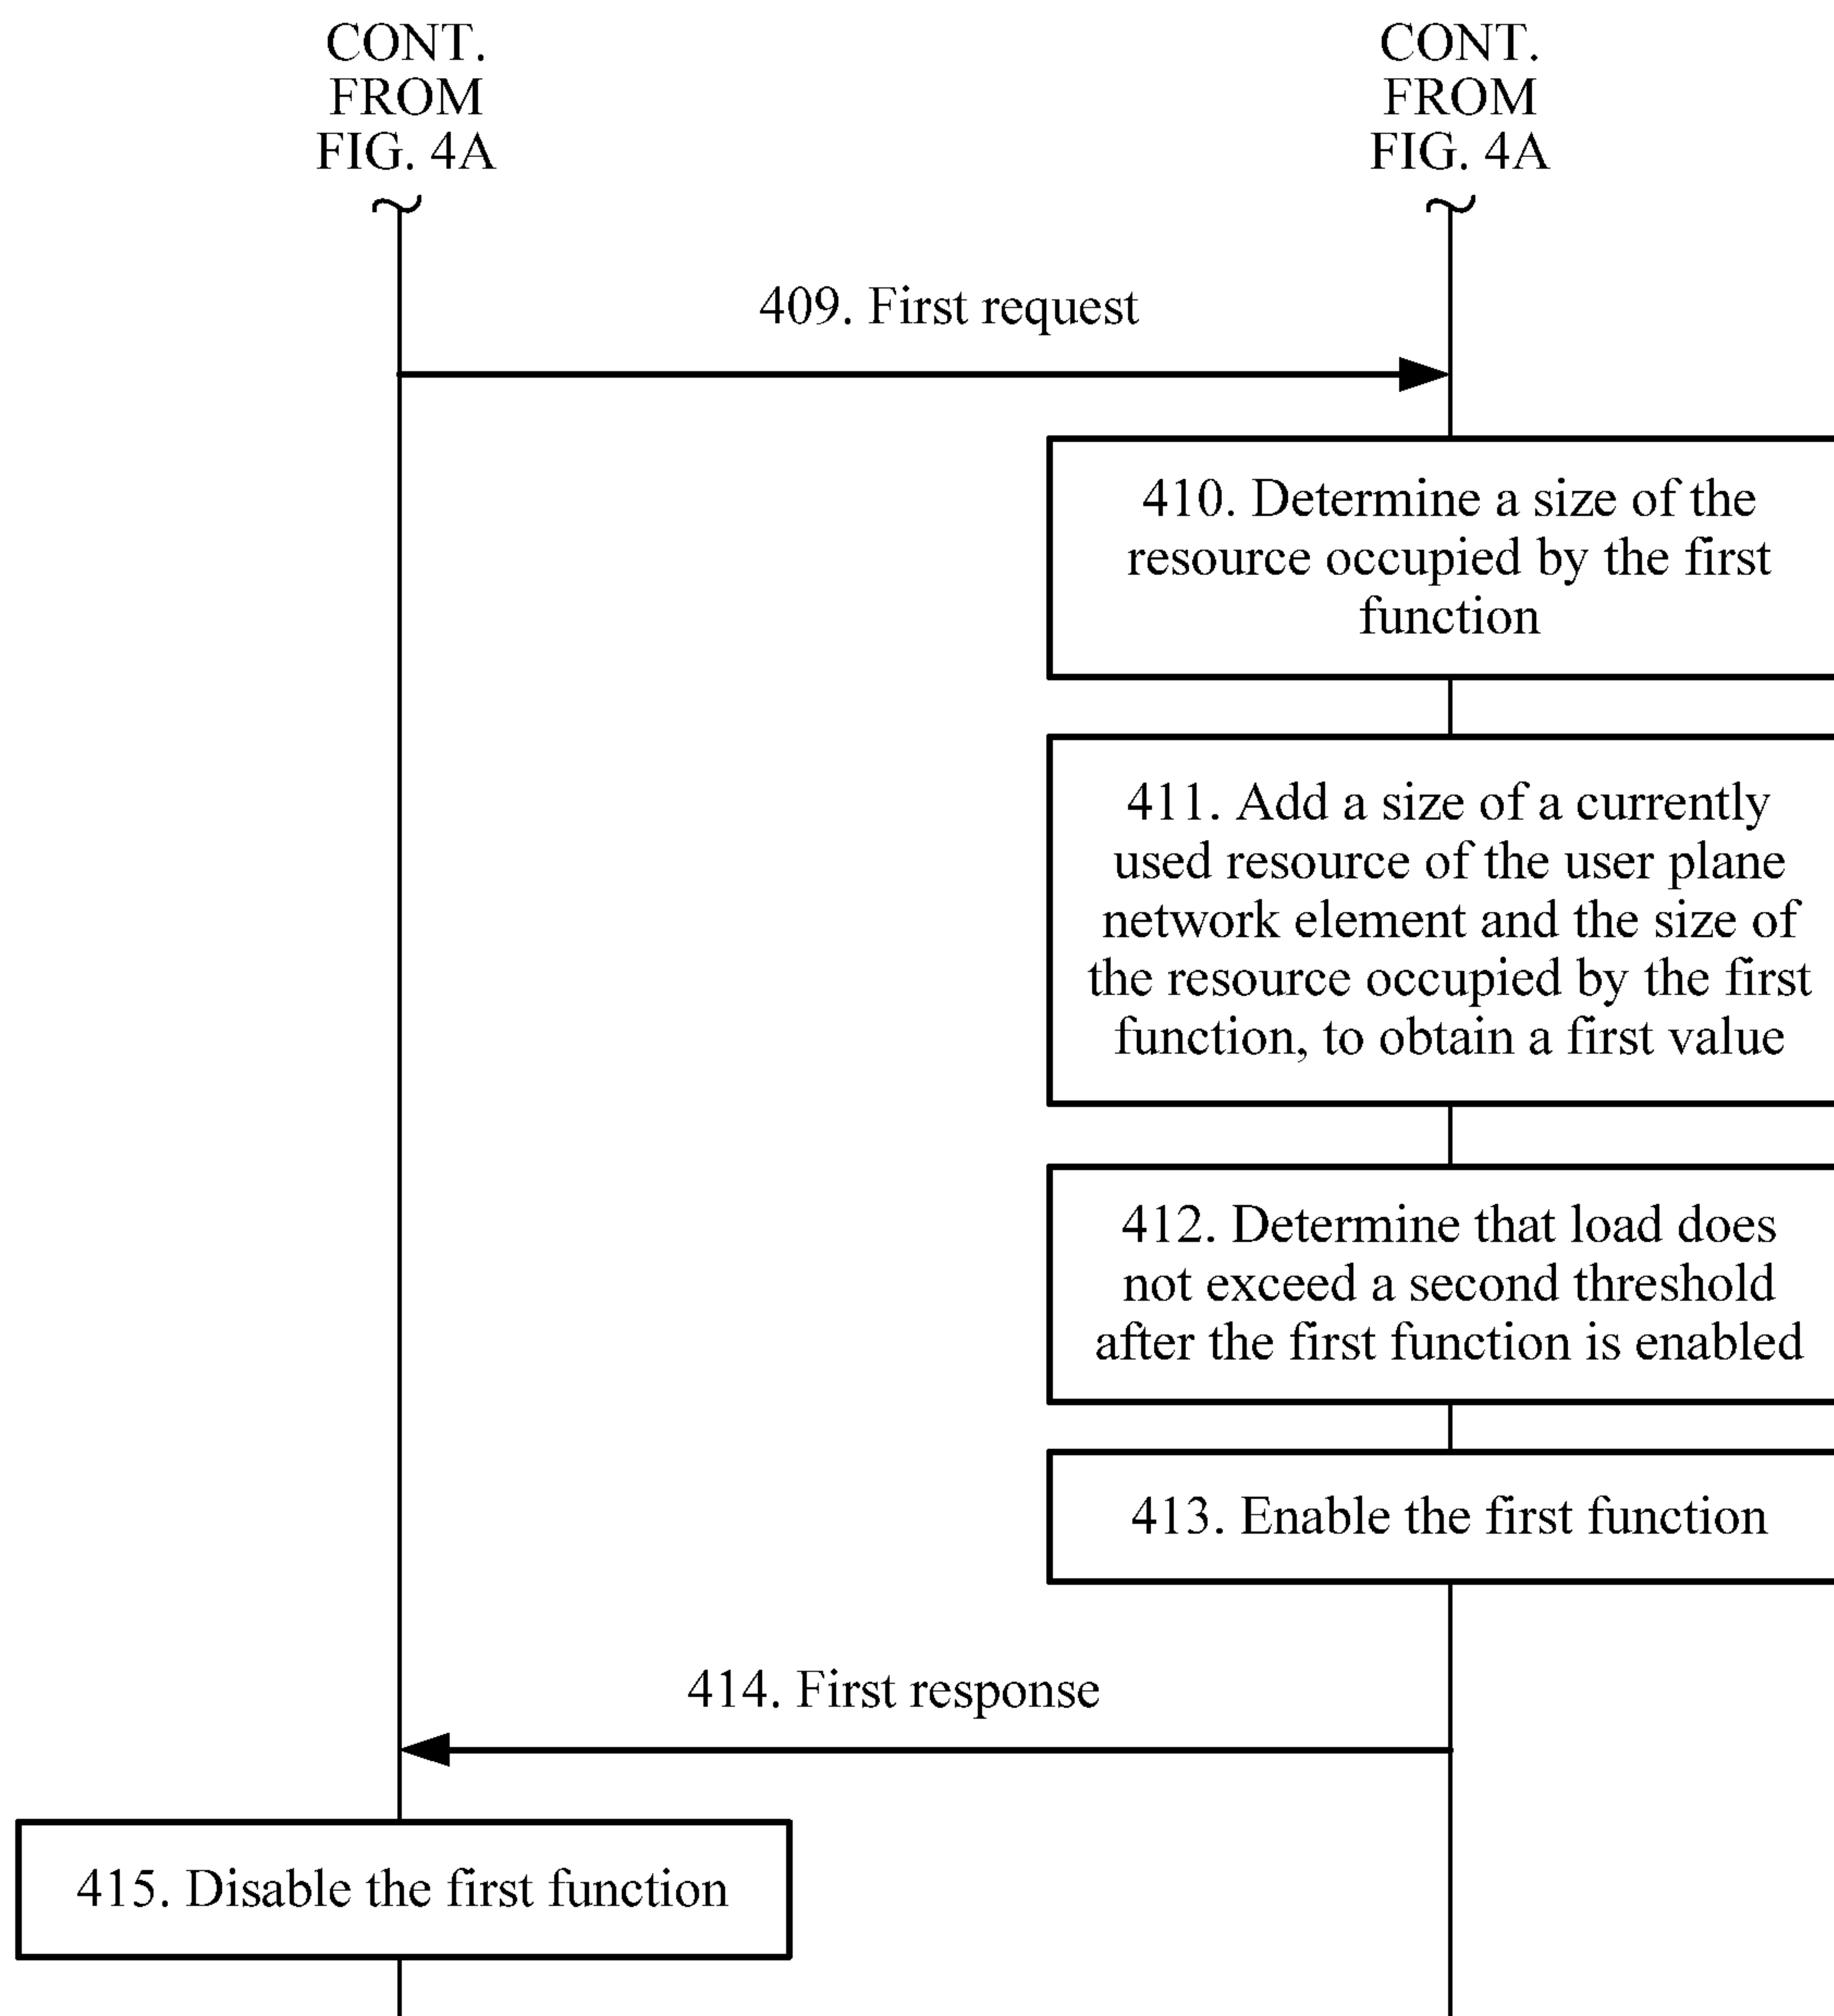 CONT.
FROM
FIG. 4A
CONT.
FROM
FIG. 4A
409. First request
410. Determine a size of the
resource occupied by the first
function
411. Add a size of a currently
used resource of the user plane
network element and the size of
the resource occupied by the first
function, to obtain a first value
412. Determine that load does
not exceed a second threshold
after the first function is enabled
413. Enable the first function
414. First response
415. Disable the first function